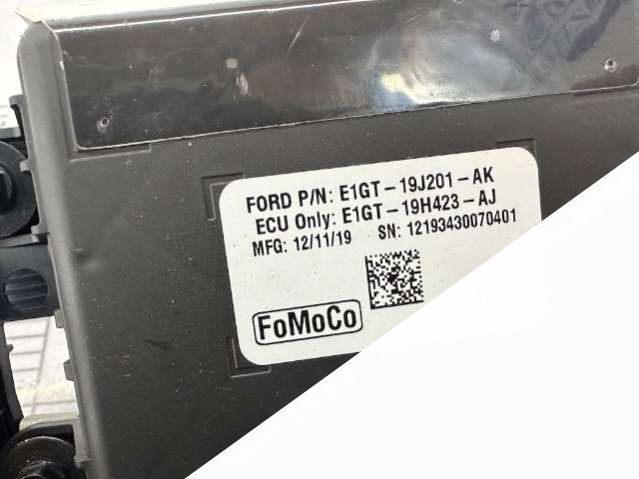 FORD P/N: E1GT-19J201-AK
ECU Only: E1GT-19H423-AJ
MFG: 12/11/19 SN: 12193430070401
FoMoCo